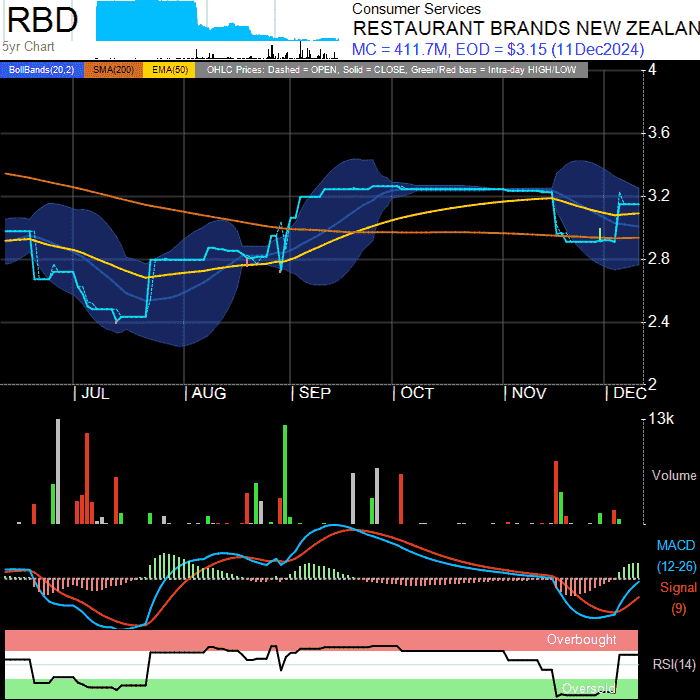 RBD
5yr Chart
Consumer Services
RESTAURANT BRANDS NEW ZEALAN
MC = 411.7M, EOD = $3.15 (11Dec2024)
BollBands(20,2) SMA(200) EMA(50) OHLC Prices: Dashed = OPEN, Solid = CLOSE, Green/Red bars = Intra-day HIGH/LOW
4
3.6
3.2
2.8
2.4
2
| JUL | AUG | SEP | OCT | NOV | DEC
13k
Volume
MACD
(12-26)
Signal
(9)
Overbought
RSI(14)
Oversold